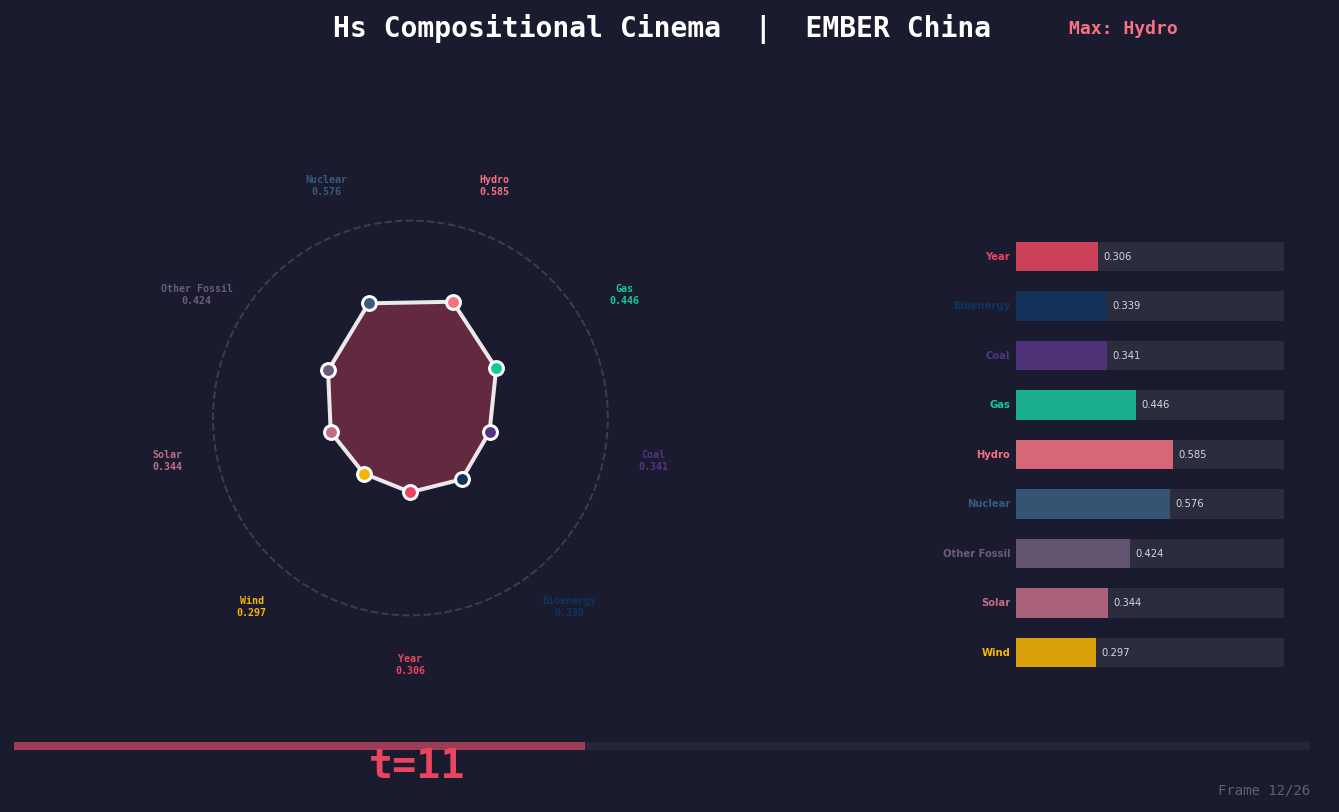 Hs Compositional Cinema | EMBER China
Max: Hydro
Nuclear
0.576
Hydro
0.585
Other Fossil
0.424
Gas
0.446
Solar
0.344
Coal
0.341
Wind
0.297
Bioenergy
0.339
Year
0.306
Year
0.306
Bioenergy
0.339
Coal
0.341
Gas
0.446
Hydro
0.585
Nuclear
0.576
Other Fossil
0.424
Solar
0.344
Wind
0.297
t=11
Frame 12/26